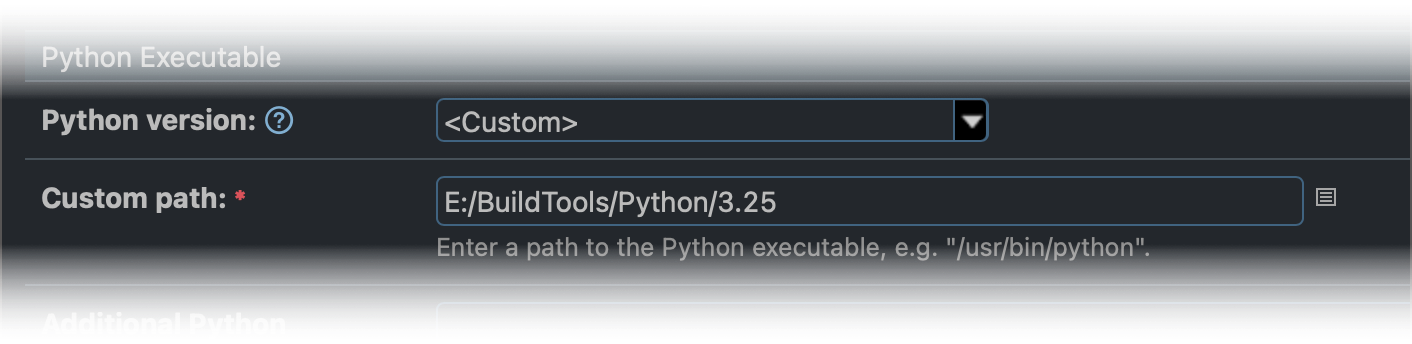 Python Executable
Python version: ?
<Custom>
Custom path: *
E:/BuildTools/Python/3.25
Enter a path to the Python executable, e.g. "/usr/bin/python".
Additional Python